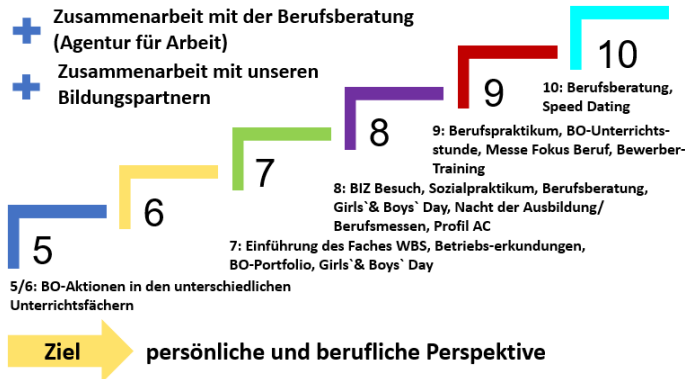 Zusammenarbeit mit der Berufsberatung
(Agentur für Arbeit)
Zusammenarbeit mit unseren
Bildungspartnern
10
10: Berufsberatung,
Speed Dating
9
9: Berufspraktikum, BO-Unterrichts-
stunde, Messe Fokus Beruf, Bewerber-
Training
8
8: BIZ Besuch, Sozialpraktikum, Berufsberatung,
Girls`& Boys` Day, Nacht der Ausbildung/
Berufsmessen, Profil AC
7
7: Einführung des Faches WBS, Betriebs-erkundungen,
BO-Portfolio, Girls`& Boys` Day
6
5
5/6: BO-Aktionen in den unterschiedlichen
Unterrichtsfächern
Ziel
persönliche und berufliche Perspektive